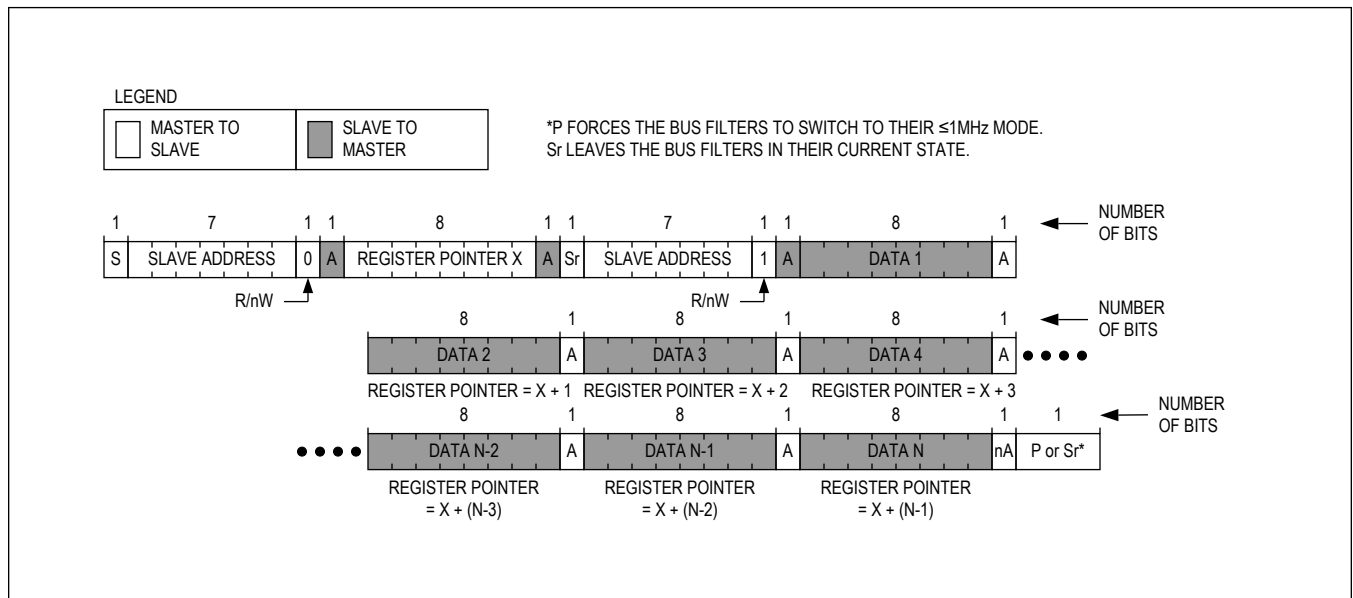 LEGEND
MASTER TO
SLAVE
SLAVE TO
MASTER
*P FORCES THE BUS FILTERS TO SWITCH TO THEIR ≤1MHz MODE.
Sr LEAVES THE BUS FILTERS IN THEIR CURRENT STATE.
1 7 1 1 8 1 1 7 1 1 8 1
NUMBER
OF BITS
S SLAVE ADDRESS 0 A REGISTER POINTER X A Sr SLAVE ADDRESS 1 A DATA 1 A
R/nW R/nW
8 1 8 1 8 1
NUMBER
OF BITS
DATA 2 A DATA 3 A DATA 4 A
REGISTER POINTER = X + 1 REGISTER POINTER = X + 2 REGISTER POINTER = X + 3
8 1 8 1 8 1 1
NUMBER
OF BITS
DATA N-2 A DATA N-1 A DATA N nA P or Sr*
REGISTER POINTER
= X + (N-3)
REGISTER POINTER
= X + (N-2)
REGISTER POINTER
= X + (N-1)